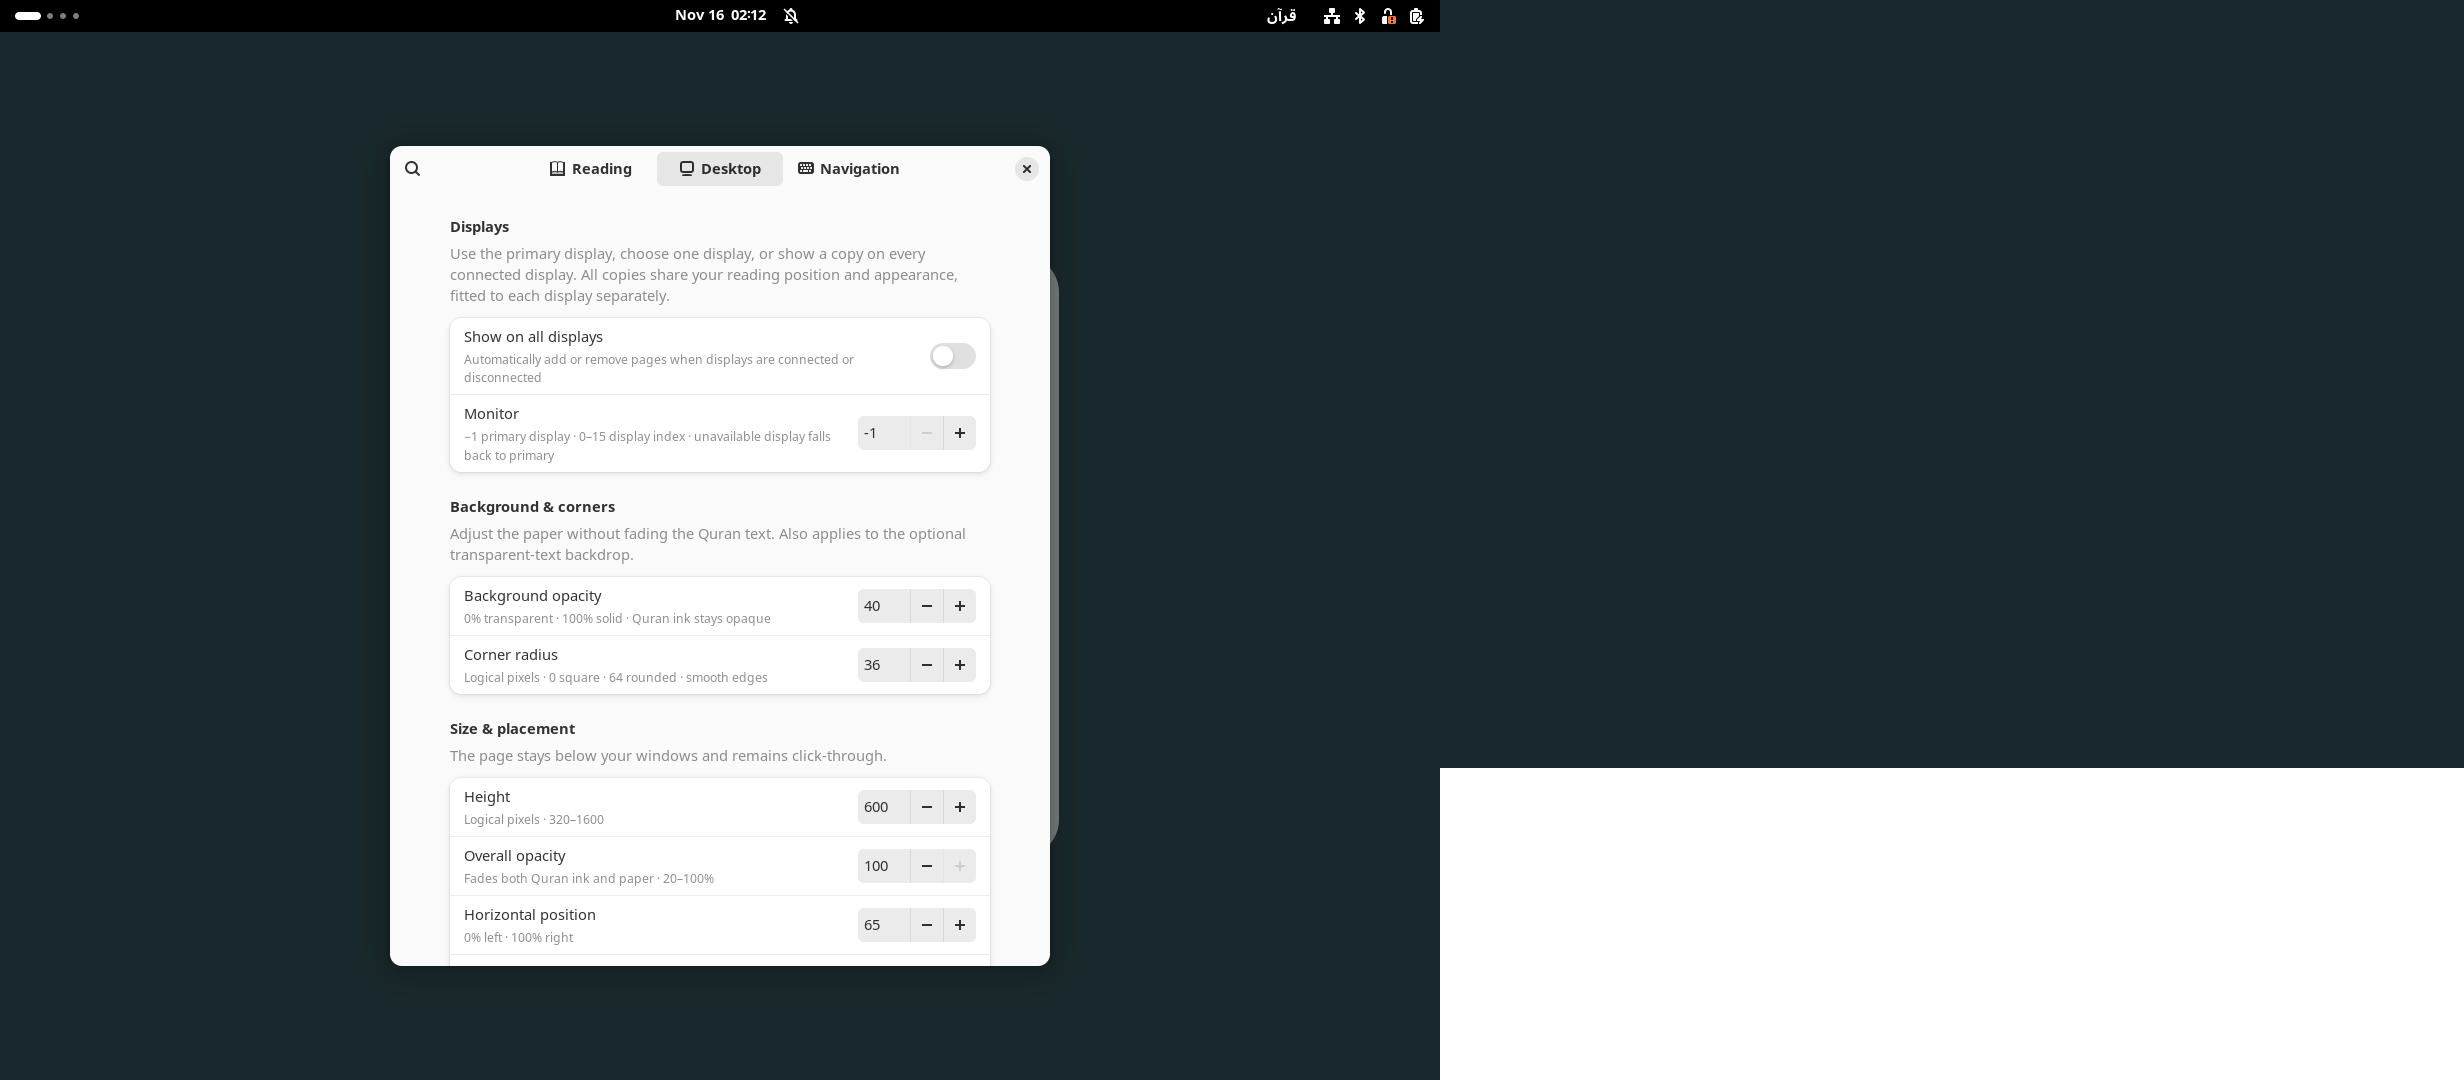 Nov 16 02:12
قرآن
Reading
Desktop
Navigation
Displays
Use the primary display, choose one display, or show a copy on every
connected display. All copies share your reading position and appearance,
fitted to each display separately.
Show on all displays
Automatically add or remove pages when displays are connected or
disconnected
Monitor
−1 primary display · 0–15 display index · unavailable display falls
back to primary
-1
Background & corners
Adjust the paper without fading the Quran text. Also applies to the optional
transparent-text backdrop.
Background opacity
0% transparent · 100% solid · Quran ink stays opaque
40
Corner radius
Logical pixels · 0 square · 64 rounded · smooth edges
36
Size & placement
The page stays below your windows and remains click-through.
Height
Logical pixels · 320–1600
600
Overall opacity
Fades both Quran ink and paper · 20–100%
100
Horizontal position
0% left · 100% right
65